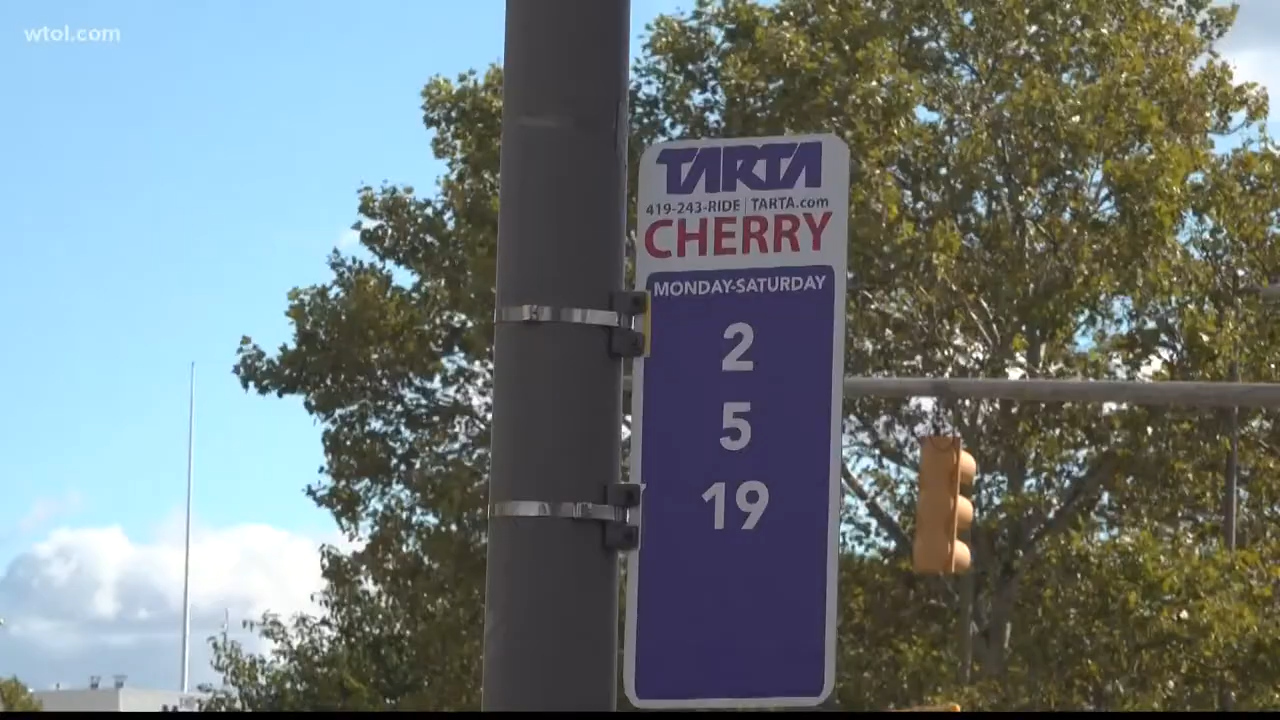 wtol.com
TARTA
419-243-RIDE | TARTA.com
CHERRY
MONDAY-SATURDAY
2
5
19